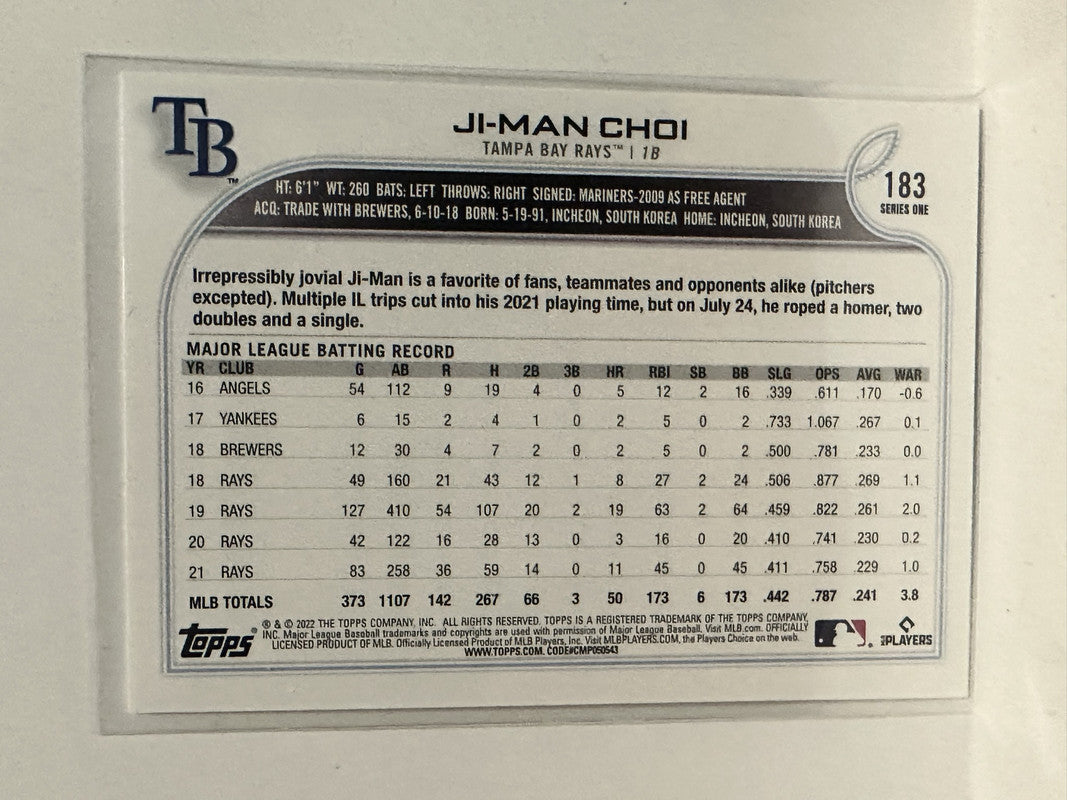 TB™
JI-MAN CHOI
TAMPA BAY RAYS™ | 1B
183
SERIES ONE
HT: 6'1" WT: 260 BATS: LEFT THROWS: RIGHT SIGNED: MARINERS-2009 AS FREE AGENT
ACQ: TRADE WITH BREWERS, 6-10-18 BORN: 5-19-91, INCHEON, SOUTH KOREA HOME: INCHEON, SOUTH KOREA
Irrepressibly jovial Ji-Man is a favorite of fans, teammates and opponents alike (pitchers
excepted). Multiple IL trips cut into his 2021 playing time, but on July 24, he roped a homer, two
doubles and a single.
MAJOR LEAGUE BATTING RECORD
YR CLUB G AB R H 2B 3B HR RBI SB BB SLG OPS AVG WAR
16 ANGELS 54 112 9 19 4 0 5 12 2 16 .339 .611 .170 -0.6
17 YANKEES 6 15 2 4 1 0 2 5 0 2 .733 1.067 .267 0.1
18 BREWERS 12 30 4 7 2 0 2 5 0 2 .500 .781 .233 0.0
18 RAYS 49 160 21 43 12 1 8 27 2 24 .506 .877 .269 1.1
19 RAYS 127 410 54 107 20 2 19 63 2 64 .459 .822 .261 2.0
20 RAYS 42 122 16 28 13 0 3 16 0 20 .410 .741 .230 0.2
21 RAYS 83 258 36 59 14 0 11 45 0 45 .411 .758 .229 1.0
MLB TOTALS 373 1107 142 267 66 3 50 173 6 173 .442 .787 .241 3.8
Topps®
® & © 2022 THE TOPPS COMPANY, INC. ALL RIGHTS RESERVED. TOPPS IS A REGISTERED TRADEMARK OF THE TOPPS COMPANY,
INC. Major League Baseball trademarks and copyrights are used with permission of Major League Baseball. Visit MLB.com. OFFICIALLY
LICENSED PRODUCT OF MLB. Officially Licensed Product of MLB Players, Inc. Visit MLBPLAYERS.COM, the Players Choice on the web.
WWW.TOPPS.COM. CODE#CMP050543
MLB PLAYERS